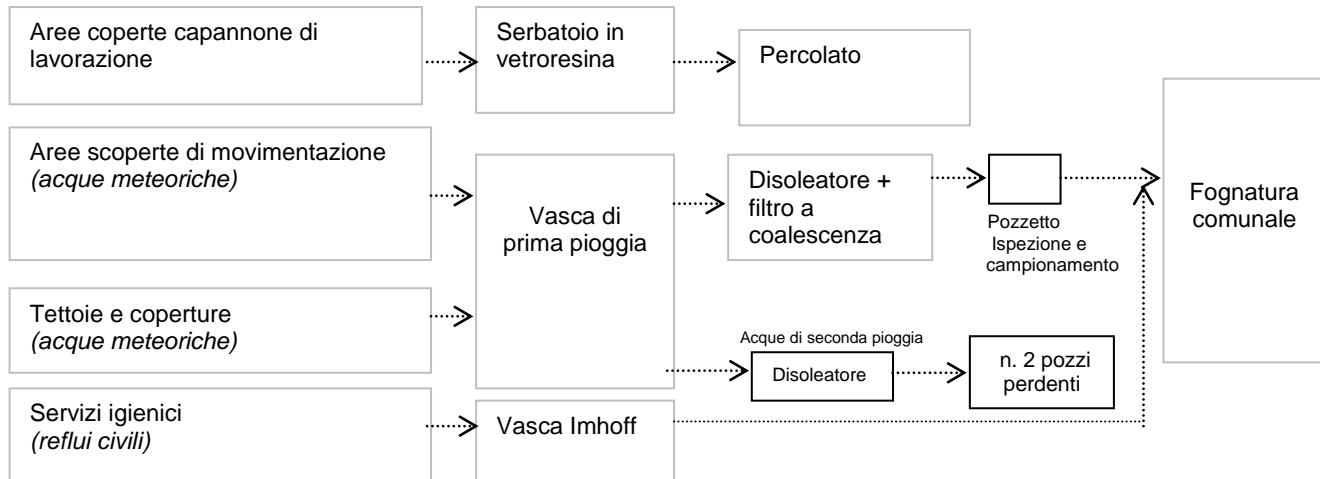 Aree coperte capannone di
lavorazione
Serbatoio in
vetroresina
Percolato
Aree scoperte di movimentazione
(acque meteoriche)
Vasca di
prima pioggia
Disoleatore +
filtro a
coalescenza
Pozzetto
Ispezione e
campionamento
Fognatura
comunale
Tettoie e coperture
(acque meteoriche)
Acque di seconda pioggia
Disoleatore
n. 2 pozzi
perdenti
Servizi igienici
(reflui civili)
Vasca Imhoff